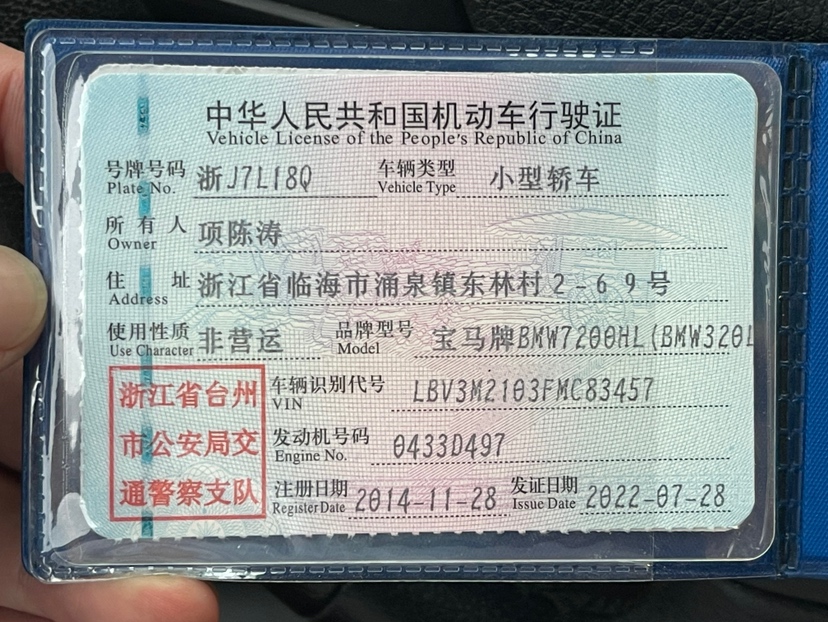 中华人民共和国机动车行驶证
Vehicle License of the People's Republic of China
号牌号码 浙J7L18Q 车辆类型 小型轿车
Plate No. Vehicle Type
所有人 项陈涛
Owner
住址 浙江省临海市涌泉镇东林村2-69号
Address
使用性质 非营运 品牌型号 宝马牌BMW7200HL(BMW320L
Use Character Model
浙江省台州
市公安局交
通警察支队
车辆识别代号 LBV3M2103FMC83457
VIN
发动机号码 0433D497
Engine No.
注册日期 2014-11-28 发证日期 2022-07-28
Register Date Issue Date